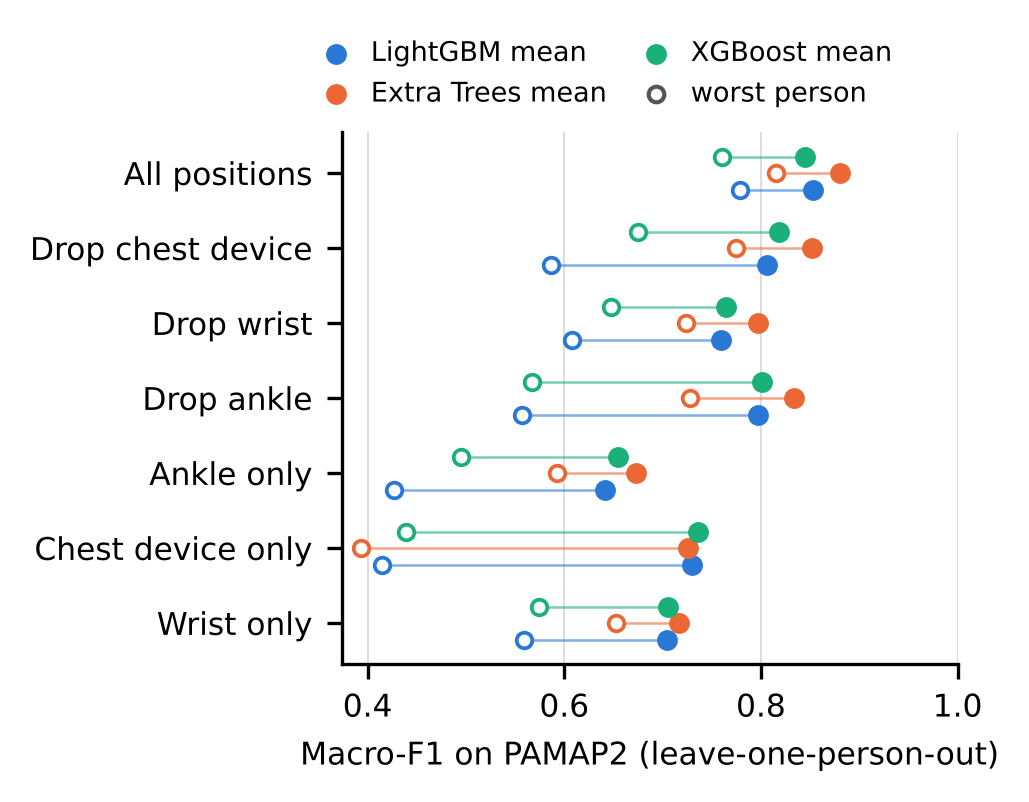 LightGBM mean
XGBoost mean
Extra Trees mean
worst person
All positions
Drop chest device
Drop wrist
Drop ankle
Ankle only
Chest device only
Wrist only
0.4 0.6 0.8 1.0
Macro-F1 on PAMAP2 (leave-one-person-out)